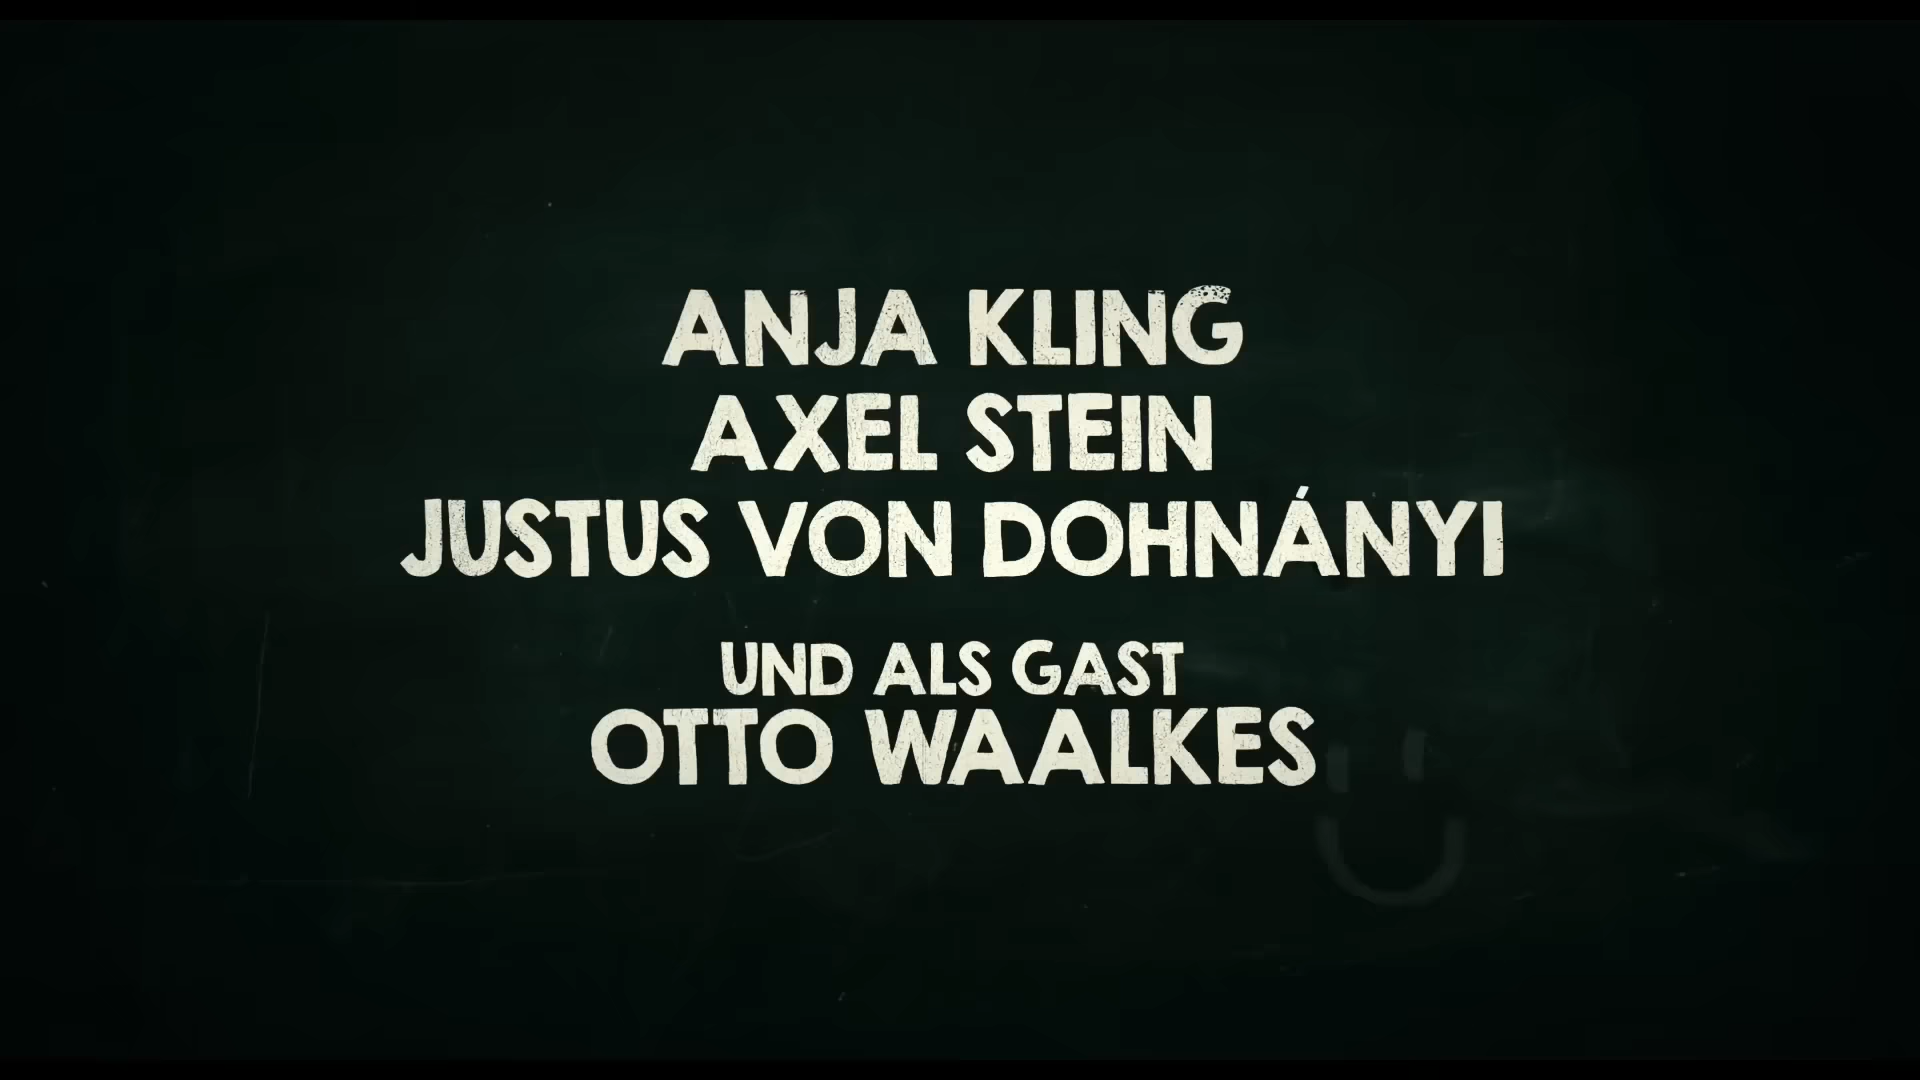 ANJA KLING
AXEL STEIN
JUSTUS VON DOHNÁNYI
UND ALS GAST
OTTO WAALKES